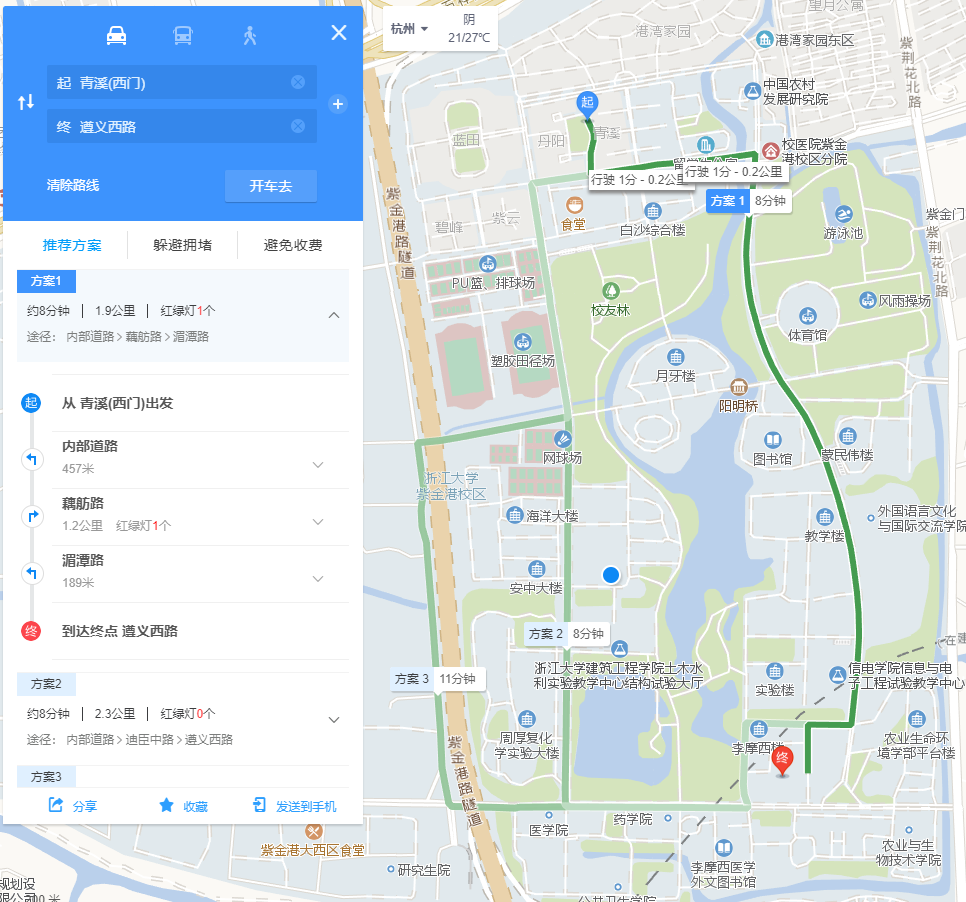 起 青溪(西门)
终 遵义西路
清除路线
开车去
推荐方案
躲避拥堵
避免收费
方案1
约8分钟 | 1.9公里 | 红绿灯1个
途径： 内部道路 > 藕舫路 > 湄潭路
起 从 青溪(西门)出发
内部道路
457米
藕舫路
1.2公里 红绿灯1个
湄潭路
189米
终 到达终点 遵义西路
方案2
约8分钟 | 2.3公里 | 红绿灯0个
途径： 内部道路 > 迪臣中路 > 遵义西路
方案3
分享
收藏
发送到手机
杭州
阴
21/27℃
望月公寓
港湾家园
港湾家园东区
紫荆花北路
中国农村
发展研究院
起
蓝田
丹阳
青溪
校医院紫金
港校区分院
行驶 1分 - 0.2公里
行驶 1分 - 0.2公里
方案 1 8分钟
紫金港路隧道
碧峰
紫云
食堂
白沙综合楼
游泳池
紫金门
紫荆花北路
PU篮、排球场
校友林
风雨操场
体育馆
塑胶田径场
月牙楼
阳明桥
网球场
图书馆
蒙民伟楼
浙江大学
紫金港校区
海洋大楼
教学楼
外国语言文化
与国际交流学院
安中大楼
方案 2 8分钟
浙江大学建筑工程学院土木水
利实验教学中心结构试验大厅
方案 3 11分钟
实验楼
信电学院信息与电
子工程试验教学中心
在建
周厚复化
学实验大楼
李摩西楼
终
农业生命环
境学部平台楼
紫金港路隧道
医学院
药学院
紫金港大西区食堂
研究生院
李摩西医学
外文图书馆
农业与生
物技术学院
规划设
公共卫生学院